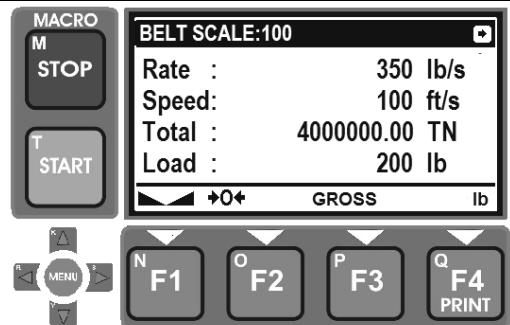 MACRO
M
STOP
T
START
BELT SCALE:100
Rate : 350 lb/s
Speed: 100 ft/s
Total : 4000000.00 TN
Load : 200 lb
→0← GROSS lb
MENU
N
F1
O
F2
P
F3
Q
F4
PRINT